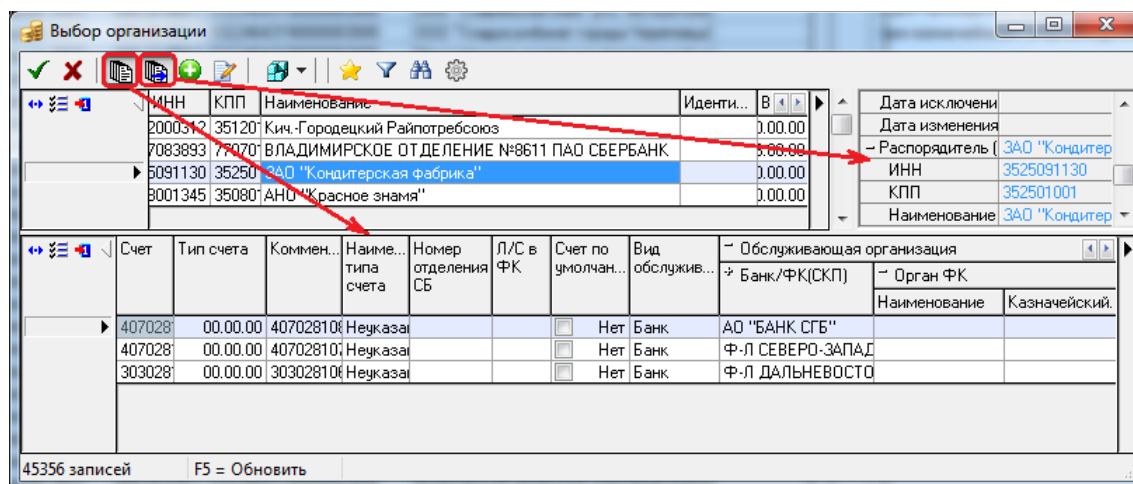 Выбор организации
ИНН КПП Наименование Иденти... В
2000312 35120 Кич.-Городецкий Райпотребсоюз 0.00.00
7083893 77070 ВЛАДИМИРСКОЕ ОТДЕЛЕНИЕ №8611 ПАО СБЕРБАНК 5.00.00
5091130 35250 ЗАО "Кондитерская фабрика" 0.00.00
8001345 35080 АНО "Красное знамя" 0.00.00
Дата исключени
Дата изменения
Распорядитель ( ЗАО "Кондитер
ИНН 3525091130
КПП 352501001
Наименование ЗАО "Кондитер
Счет Тип счета Коммен... Наиме... типа счета Номер отделения СБ Л/С в ФК Счет по умолчан... Вид обслужив... Обслуживающая организация
Банк/ФК(СКП) Орган ФК
Наименование Казначейский.
407028 00.00.00 40702810 Неуказа Нет Банк АО "БАНК СГБ"
407028 00.00.00 40702810 Неуказа Нет Банк Ф-Л СЕВЕРО-ЗАПАД
303028 00.00.00 30302810 Неуказа Нет Банк Ф-Л ДАЛЬНЕВОСТО
45356 записей F5 = Обновить